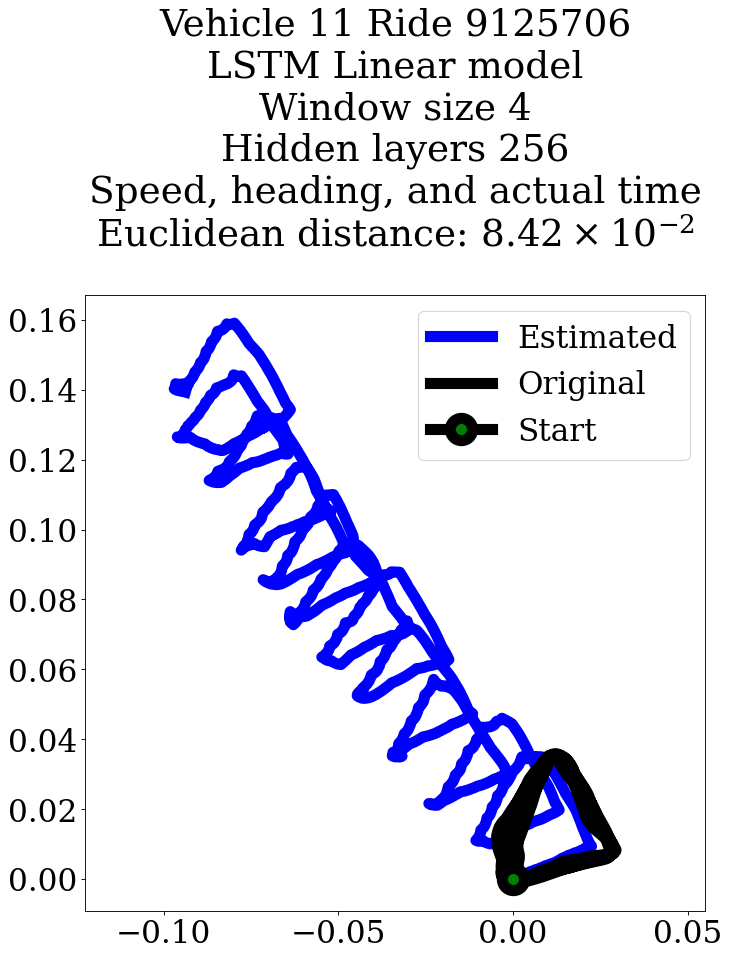 Vehicle 11 Ride 9125706
LSTM Linear model
Window size 4
Hidden layers 256
Speed, heading, and actual time
Euclidean distance: 8.42 × 10⁻²
Estimated
Original
Start
0.16
0.14
0.12
0.10
0.08
0.06
0.04
0.02
0.00
−0.10 −0.05 0.00 0.05